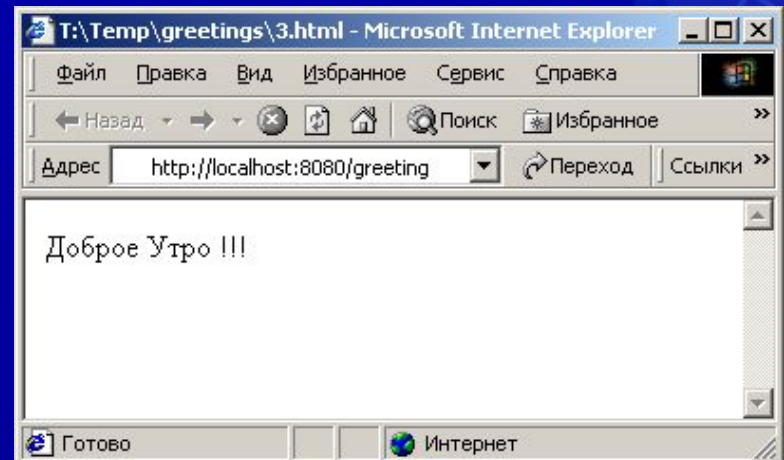 T:\Temp\greetings\3.html - Microsoft Internet Explorer
Файл Правка Вид Избранное Сервис Справка
Назад Поиск Избранное »
Адрес http://localhost:8080/greeting Переход Ссылки »
Доброе Утро !!!
Готово Интернет